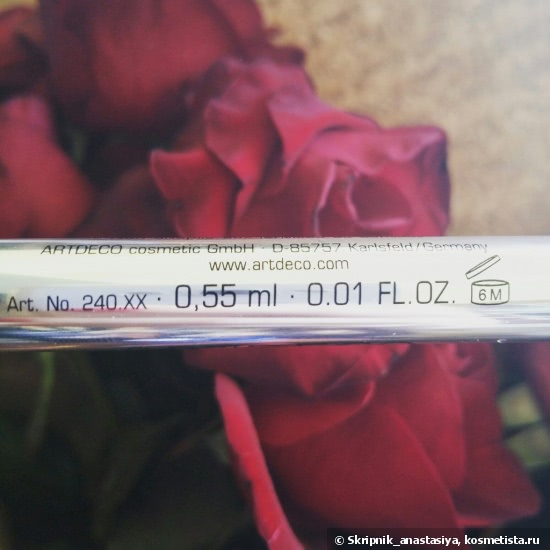 ARTDECO cosmetic GmbH · D-85757 Karlsfeld/Germany
www.artdeco.com
Art. No. 240.XX · 0,55 ml · 0.01 FL.OZ.
6 M
© Skripnik_anastasiya, kosmetista.ru